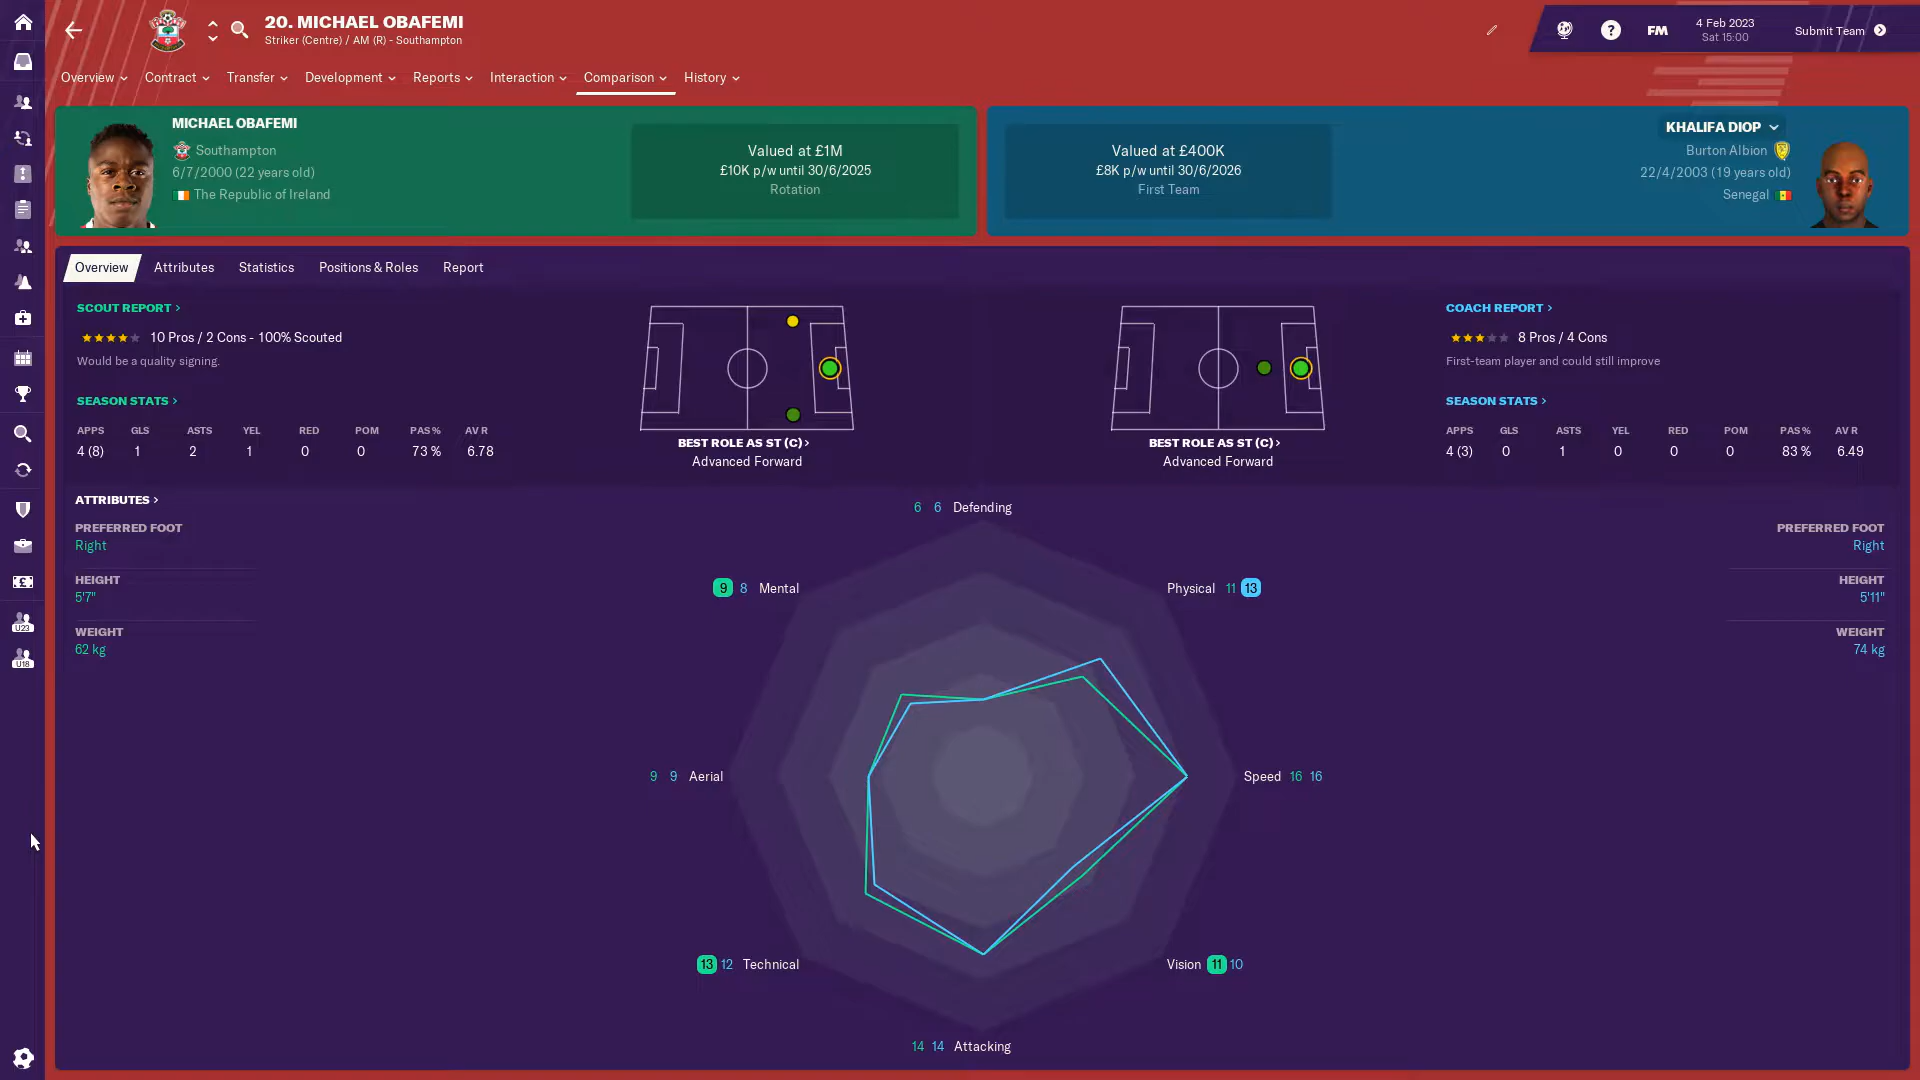 20. MICHAEL OBAFEMI
Striker (Centre) / AM (R) - Southampton
FM
4 Feb 2023
Sat 15:00
Submit Team
Overview Contract Transfer Development Reports Interaction Comparison History
MICHAEL OBAFEMI
Southampton
6/7/2000 (22 years old)
The Republic of Ireland
Valued at £1M
£10K p/w until 30/6/2025
Rotation
Valued at £400K
£8K p/w until 30/6/2026
First Team
KHALIFA DIOP
Burton Albion
22/4/2003 (19 years old)
Senegal
Overview Attributes Statistics Positions & Roles Report
SCOUT REPORT >
10 Pros / 2 Cons - 100% Scouted
Would be a quality signing.
SEASON STATS >
APPS GLS ASTS YEL RED POM PAS % AV R
4 (8) 1 2 1 0 0 73 % 6.78
BEST ROLE AS ST (C) >
Advanced Forward
BEST ROLE AS ST (C) >
Advanced Forward
COACH REPORT >
8 Pros / 4 Cons
First-team player and could still improve
SEASON STATS >
APPS GLS ASTS YEL RED POM PAS % AV R
4 (3) 0 1 0 0 0 83 % 6.49
ATTRIBUTES >
PREFERRED FOOT
Right
HEIGHT
5'7"
WEIGHT
62 kg
6 6 Defending
9 8 Mental
Physical 11 13
9 9 Aerial
Speed 16 16
13 12 Technical
Vision 11 10
14 14 Attacking
PREFERRED FOOT
Right
HEIGHT
5'11"
WEIGHT
74 kg
U23
U18